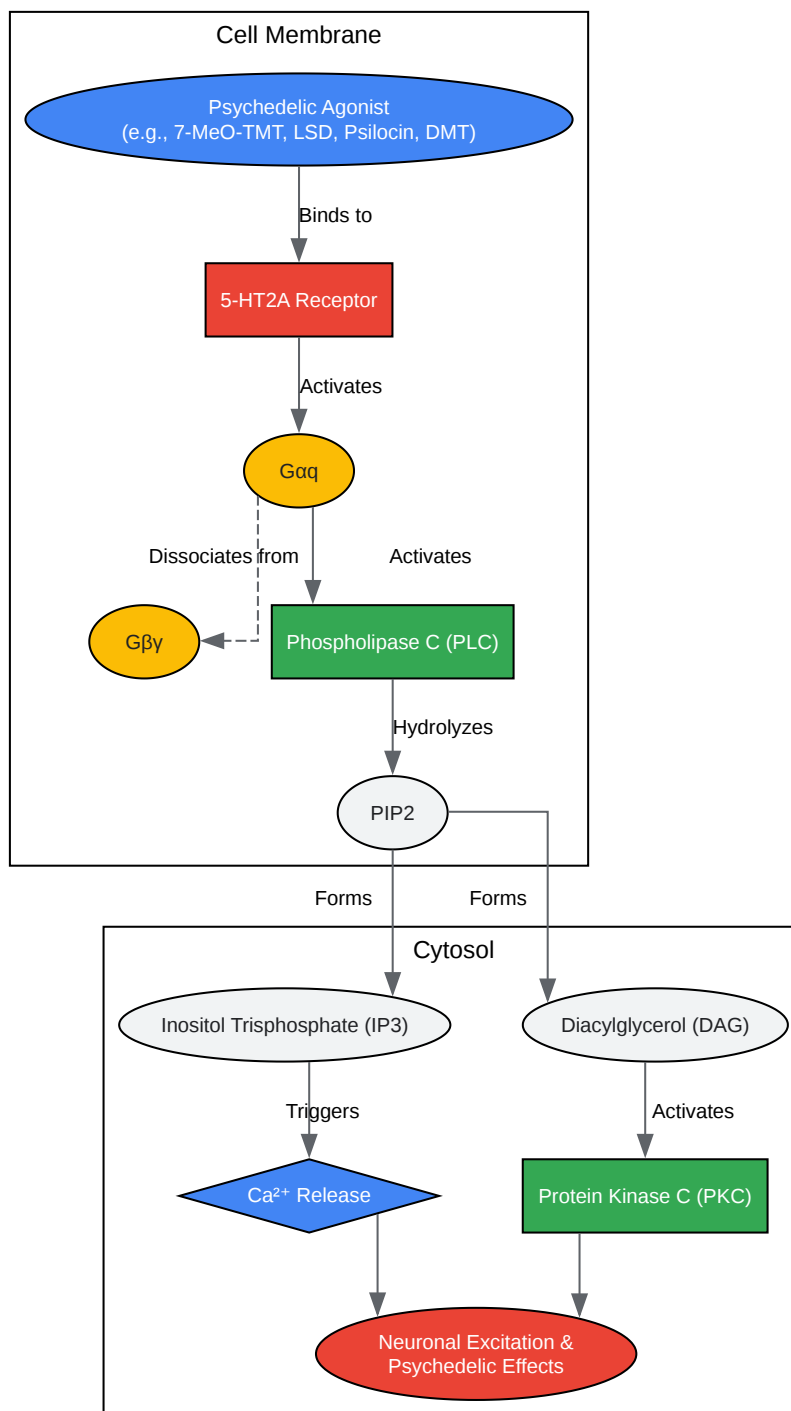 Cell Membrane
Psychedelic Agonist
(e.g., 7-MeO-TMT, LSD, Psilocin, DMT)
Binds to
5-HT2A Receptor
Activates
Gαq
Dissociates from
Activates
Gβγ
Phospholipase C (PLC)
Hydrolyzes
PIP2
Forms
Forms
Cytosol
Inositol Trisphosphate (IP3)
Diacylglycerol (DAG)
Triggers
Activates
Ca²⁺ Release
Protein Kinase C (PKC)
Neuronal Excitation &
Psychedelic Effects